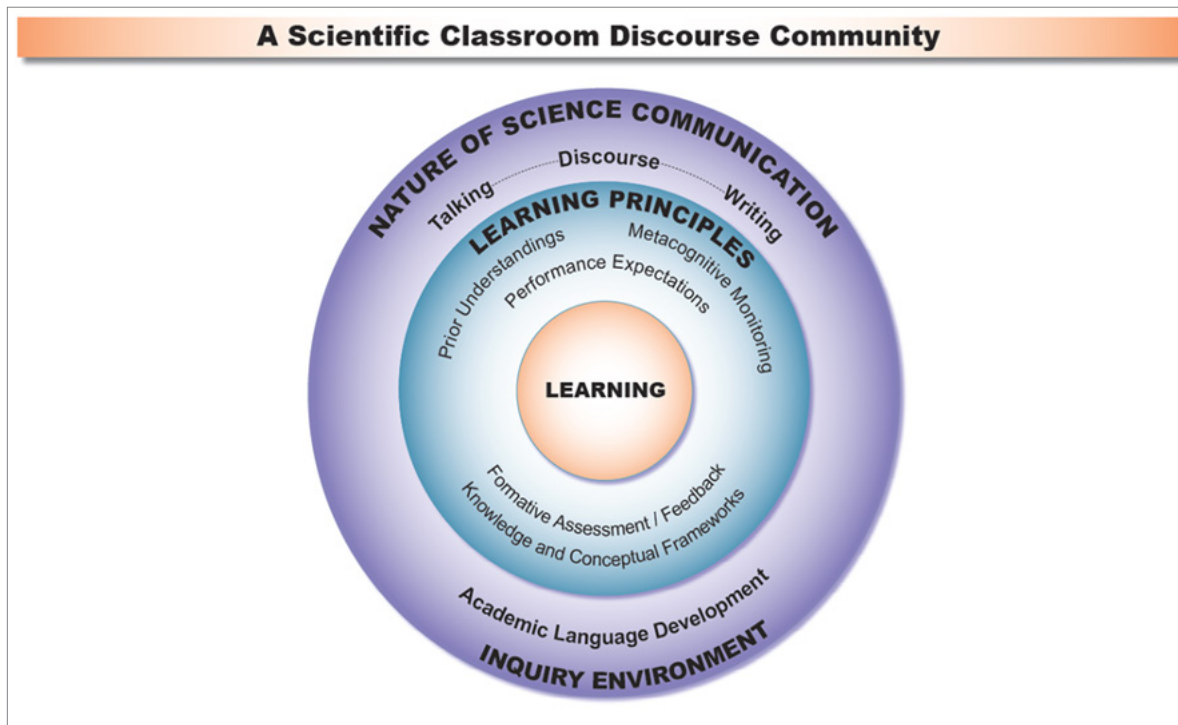 A Scientific Classroom Discourse Community
NATURE OF SCIENCE COMMUNICATION
Talking Discourse Writing
LEARNING PRINCIPLES
Prior Understandings
Metacognitive Monitoring
Performance Expectations
LEARNING
Formative Assessment / Feedback
Knowledge and Conceptual Frameworks
Academic Language Development
INQUIRY ENVIRONMENT